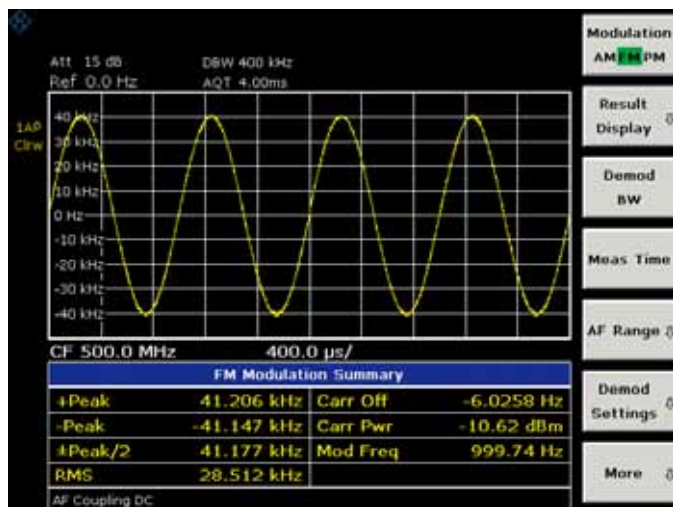 Att 15 dB DBW 400 kHz
Ref 0.0 Hz AQT 4.00ms
1AP
Clrw
40 kHz
30 kHz
20 kHz
10 kHz
0 Hz
-10 kHz
-20 kHz
-30 kHz
-40 kHz
CF 500.0 MHz 400.0 µs/
FM Modulation Summary
+Peak 41.206 kHz Carr Off -6.0258 Hz
-Peak -41.147 kHz Carr Pwr -10.62 dBm
±Peak/2 41.177 kHz Mod Freq 999.74 Hz
RMS 28.512 kHz
AF Coupling DC
Modulation
AM FM PM
Result
Display
Demod
BW
Meas Time
AF Range
Demod
Settings
More